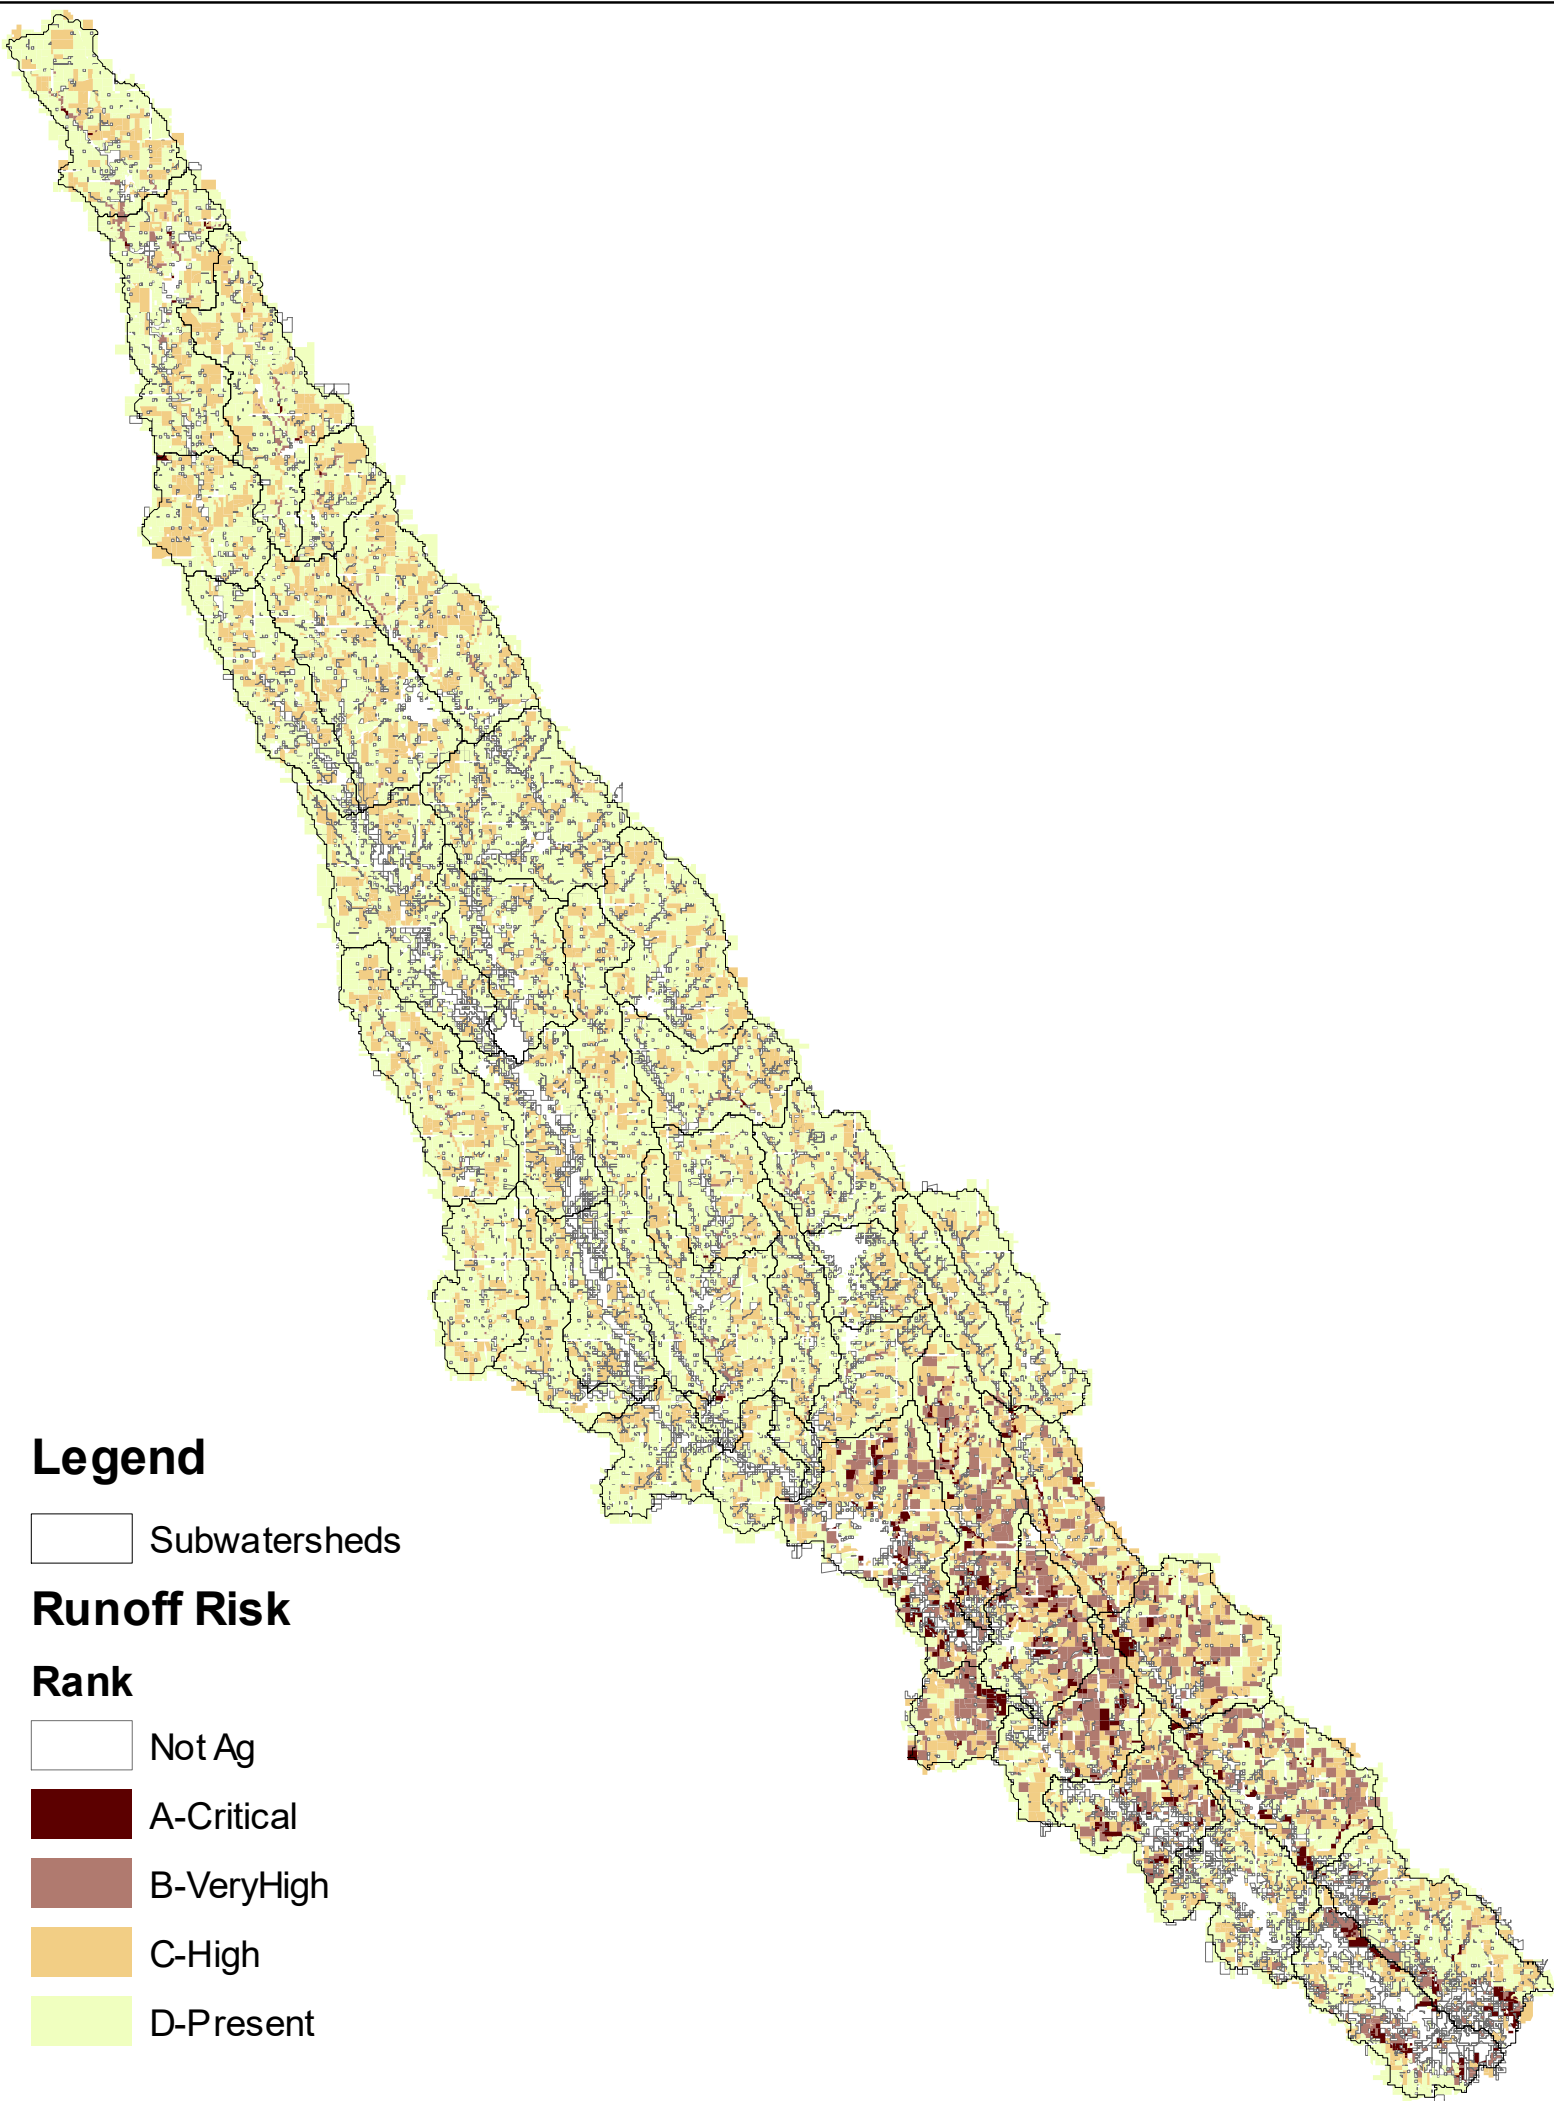 Legend
Subwatersheds
Runoff Risk
Rank
Not Ag
A-Critical
B-VeryHigh
C-High
D-Present